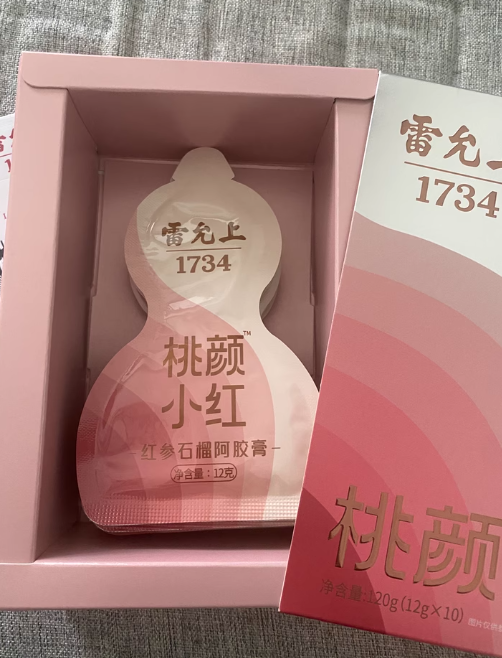 雷允上
1734
桃颜™
小红
红参石榴阿胶膏
净含量：12克
雷允上
1734
桃颜
净含量:120g(12g×10)